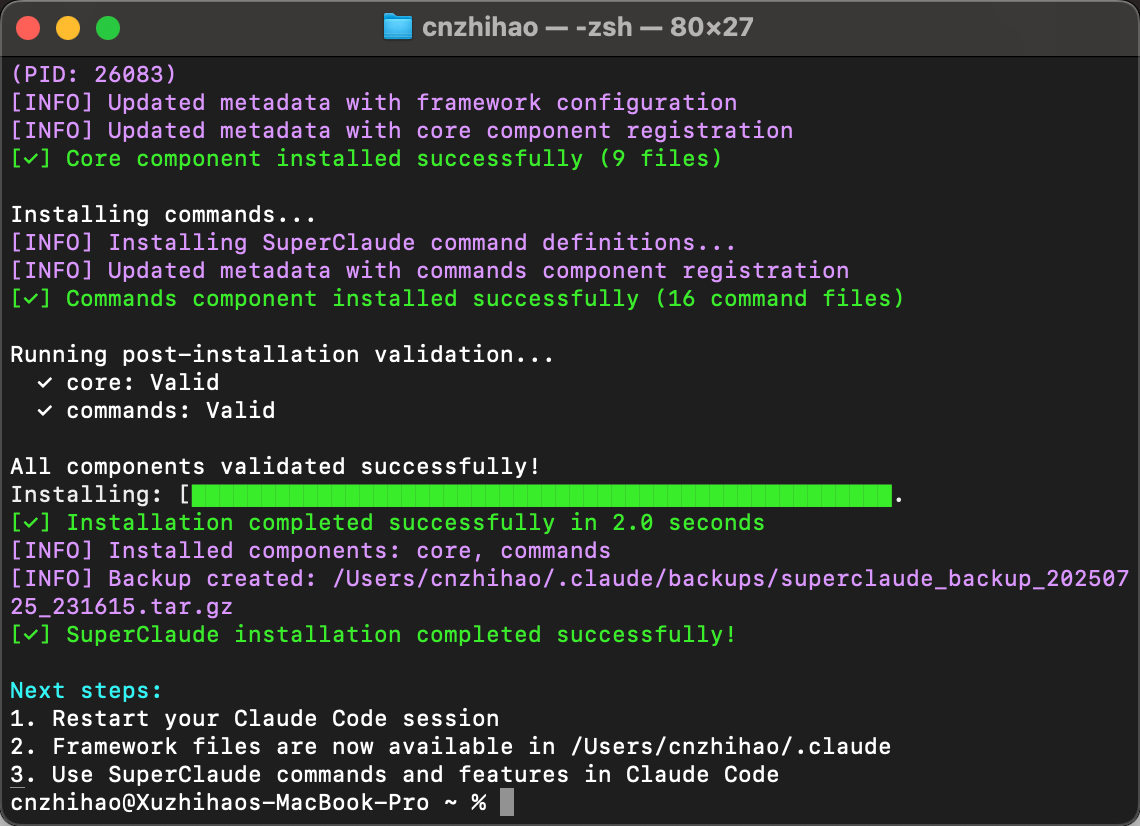 cnzhihao — -zsh — 80×27
(PID: 26083)
[INFO] Updated metadata with framework configuration
[INFO] Updated metadata with core component registration
[✓] Core component installed successfully (9 files)
Installing commands...
[INFO] Installing SuperClaude command definitions...
[INFO] Updated metadata with commands component registration
[✓] Commands component installed successfully (16 command files)
Running post-installation validation...
✓ core: Valid
✓ commands: Valid
All components validated successfully!
Installing: [██████████████████████████████████████████████████.
[✓] Installation completed successfully in 2.0 seconds
[INFO] Installed components: core, commands
[INFO] Backup created: /Users/cnzhihao/.claude/backups/superclaude_backup_202507
25_231615.tar.gz
[✓] SuperClaude installation completed successfully!
Next steps:
1. Restart your Claude Code session
2. Framework files are now available in /Users/cnzhihao/.claude
3. Use SuperClaude commands and features in Claude Code
cnzhihao@Xuzhihaos-MacBook-Pro ~ %